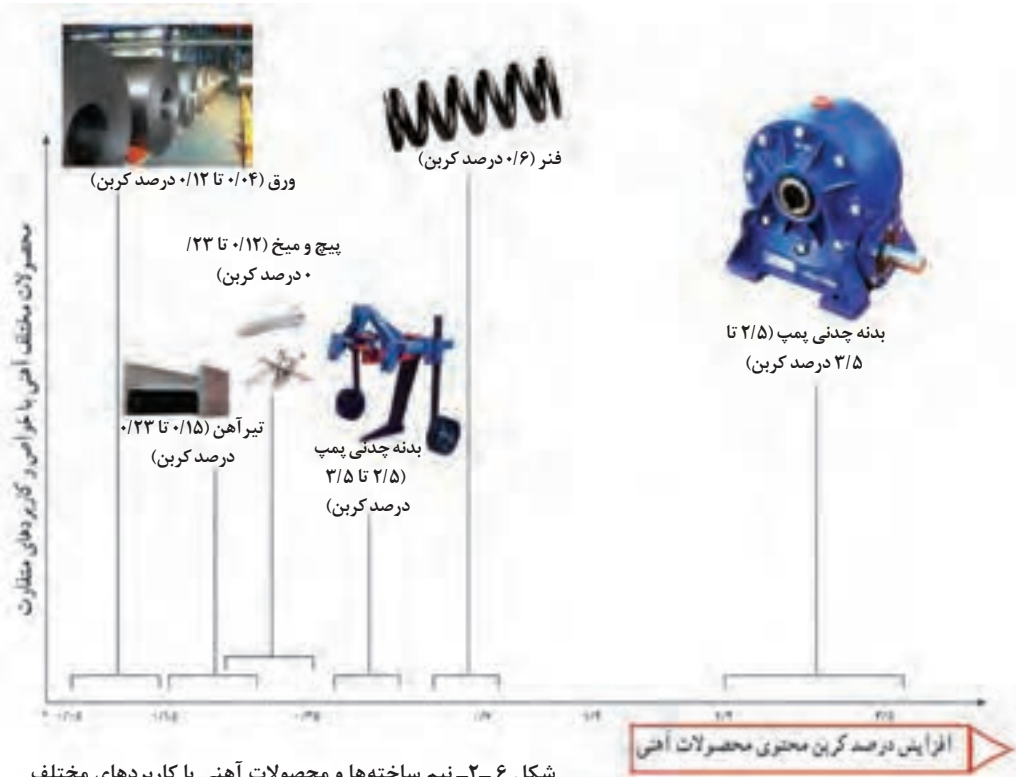 ورق (۰/۰۴ تا ۰/۱۲ درصد کربن)
فنر (۰/۶ درصد کربن)
پیچ و میخ (۰/۱۲ تا ۲۳/
۰ درصد کربن)
بدنه چدنی پمپ (۲/۵ تا
۳/۵ درصد کربن)
تیرآهن (۰/۱۵ تا ۰/۲۳
درصد کربن)
بدنه چدنی پمپ
(۲/۵ تا ۳/۵
درصد کربن)
محصولات مختلف آهنی با خواص و کاربردهای متفاوت
افزایش درصد کربن محتوی محصولات آهنی
شکل ۶ ـ۲ـ نیم ساخته‌ها و محصولات آهنی با کاربردهای مختلف